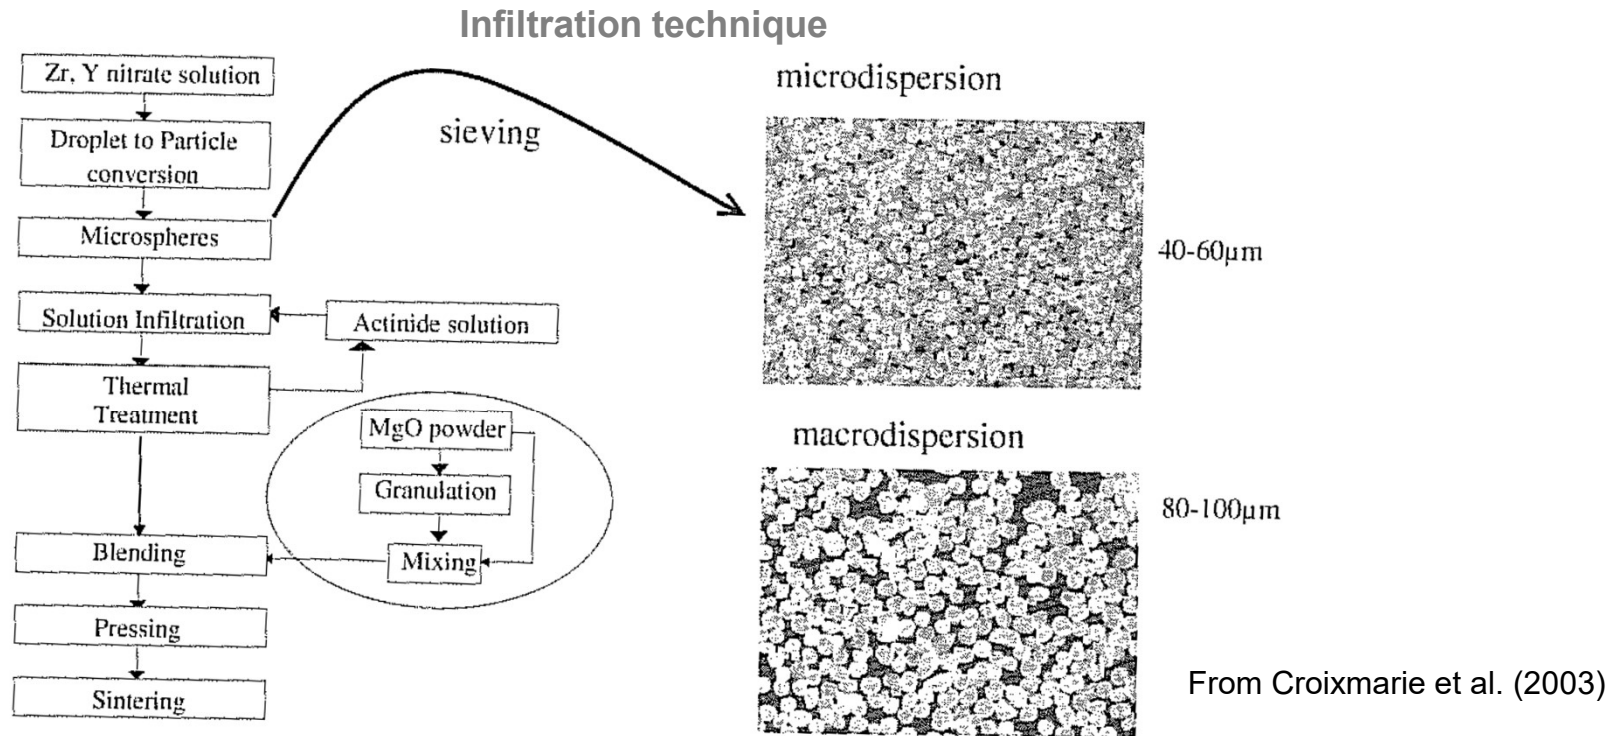 Infiltration technique
Zr, Y nitrate solution
Droplet to Particle
conversion
Microspheres
Solution Infiltration
Actinide solution
Thermal
Treatment
MgO powder
Granulation
Mixing
Blending
Pressing
Sintering
sieving
microdispersion
40-60µm
macrodispersion
80-100µm
From Croixmarie et al. (2003)